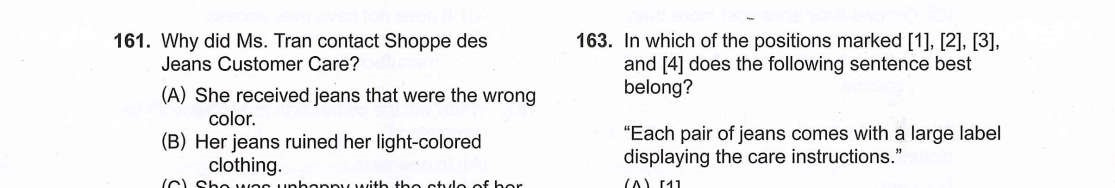 161. Why did Ms. Tran contact Shoppe des
Jeans Customer Care?
(A) She received jeans that were the wrong
color.
(B) Her jeans ruined her light-colored
clothing.
(C) She was unhappy with the style of her
163. In which of the positions marked [1], [2], [3],
and [4] does the following sentence best
belong?
“Each pair of jeans comes with a large label
displaying the care instructions.”
(A) [1]